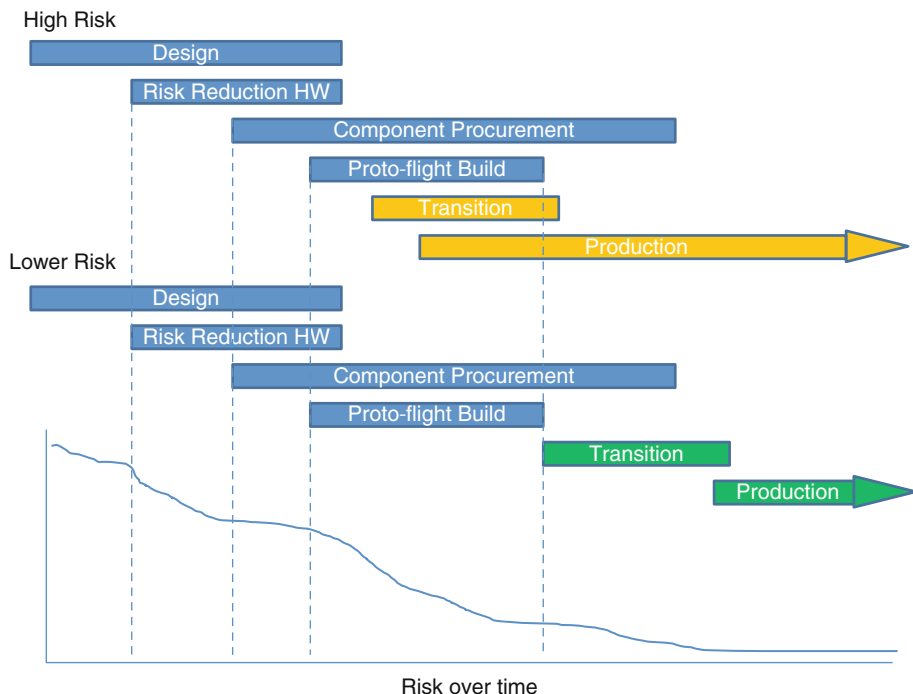 High Risk
Design
Risk Reduction HW
Component Procurement
Proto-flight Build
Transition
Production
Lower Risk
Design
Risk Reduction HW
Component Procurement
Proto-flight Build
Transition
Production
Risk over time